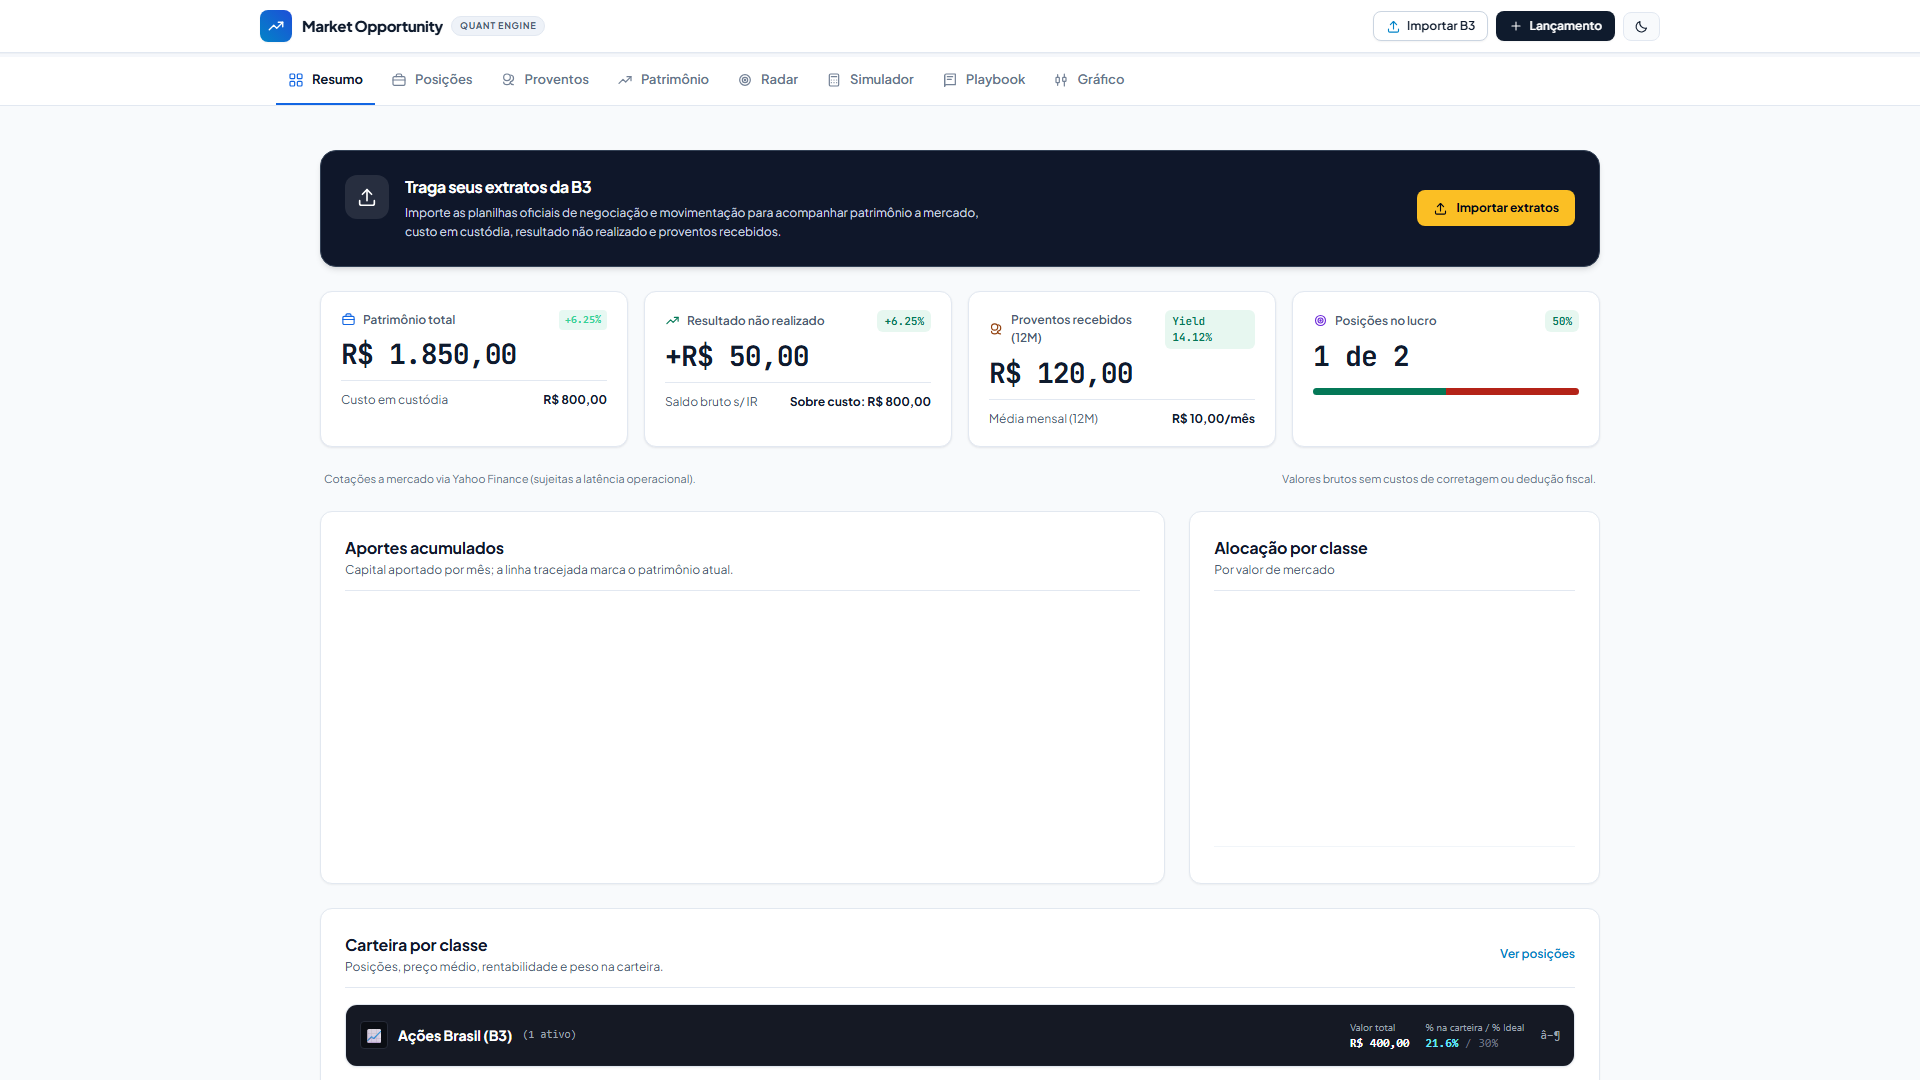 Market Opportunity
QUANT ENGINE
Importar B3
+ Lançamento
Resumo
Posições
Proventos
Patrimônio
Radar
Simulador
Playbook
Gráfico
Traga seus extratos da B3
Importe as planilhas oficiais de negociação e movimentação para acompanhar patrimônio a mercado,
custo em custódia, resultado não realizado e proventos recebidos.
Importar extratos
Patrimônio total
+6.25%
R$ 1.850,00
Custo em custódia
R$ 800,00
Resultado não realizado
+6.25%
+R$ 50,00
Saldo bruto s/ IR
Sobre custo: R$ 800,00
Proventos recebidos
(12M)
Yield
14.12%
R$ 120,00
Média mensal (12M)
R$ 10,00/mês
Posições no lucro
50%
1 de 2
Cotações a mercado via Yahoo Finance (sujeitas a latência operacional).
Valores brutos sem custos de corretagem ou dedução fiscal.
Aportes acumulados
Capital aportado por mês; a linha tracejada marca o patrimônio atual.
Alocação por classe
Por valor de mercado
Carteira por classe
Posições, preço médio, rentabilidade e peso na carteira.
Ver posições
Ações Brasil (B3)
(1 ativo)
Valor total
R$ 400,00
% na carteira / % Ideal
21.6% / 30%
â–¶